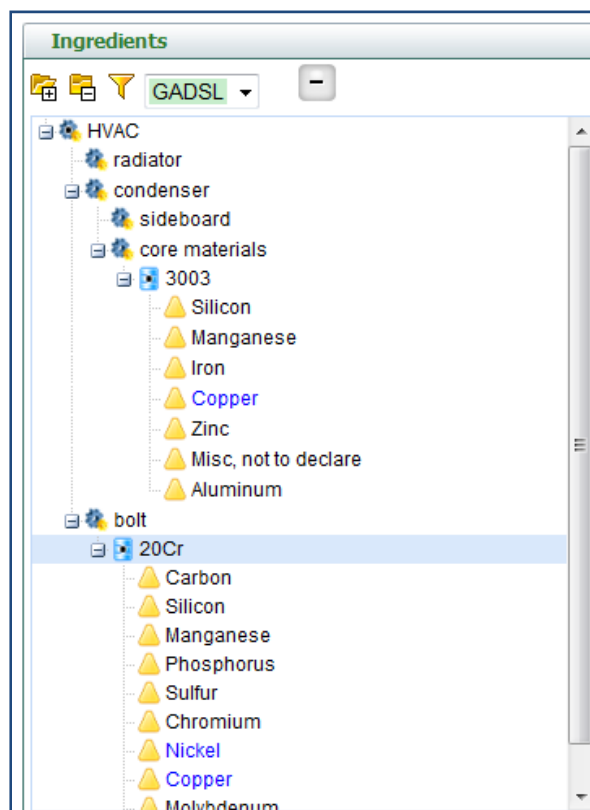 Ingredients
GADSL
HVAC
radiator
condenser
sideboard
core materials
3003
Silicon
Manganese
Iron
Copper
Zinc
Misc, not to declare
Aluminum
bolt
20Cr
Carbon
Silicon
Manganese
Phosphorus
Sulfur
Chromium
Nickel
Copper
Molybdenum